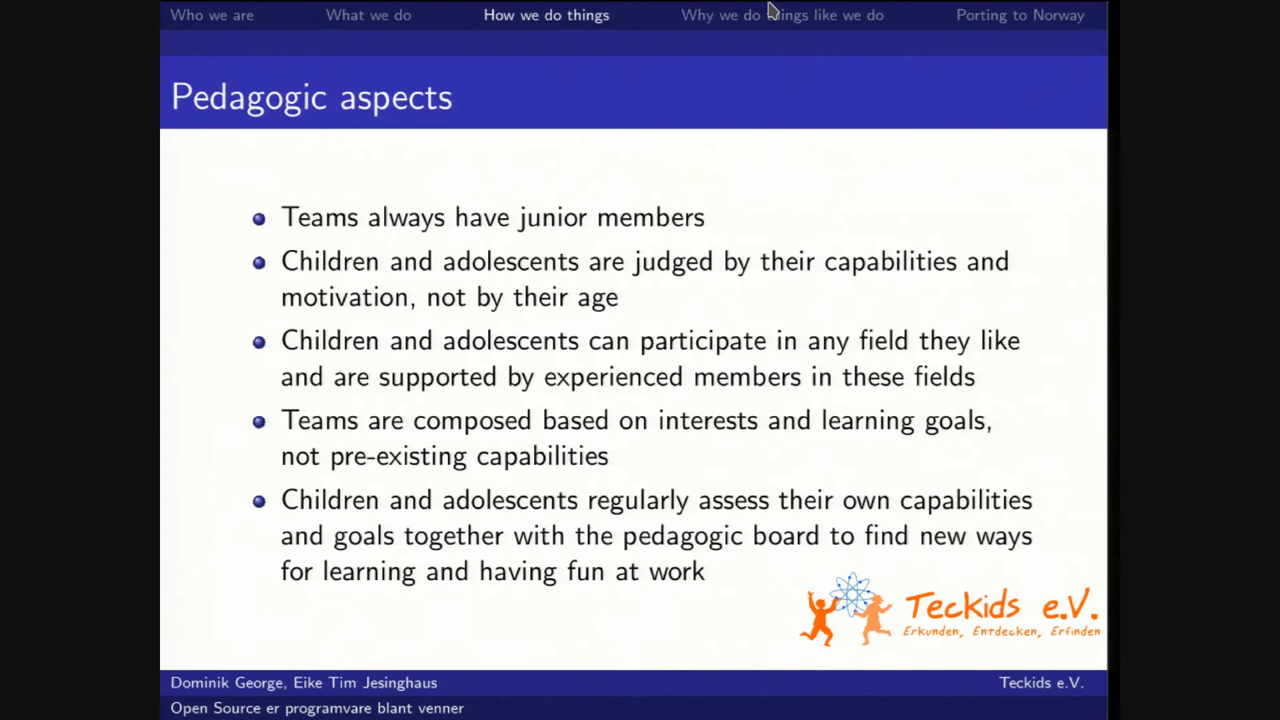 Who we are
What we do
How we do things
Why we do things like we do
Porting to Norway
Pedagogic aspects
Teams always have junior members
Children and adolescents are judged by their capabilities and
motivation, not by their age
Children and adolescents can participate in any field they like
and are supported by experienced members in these fields
Teams are composed based on interests and learning goals,
not pre-existing capabilities
Children and adolescents regularly assess their own capabilities
and goals together with the pedagogic board to find new ways
for learning and having fun at work
Teckids e.V.
Erkunden, Entdecken, Erfinden
Dominik George, Eike Tim Jesinghaus
Teckids e.V.
Open Source er programvare blant venner